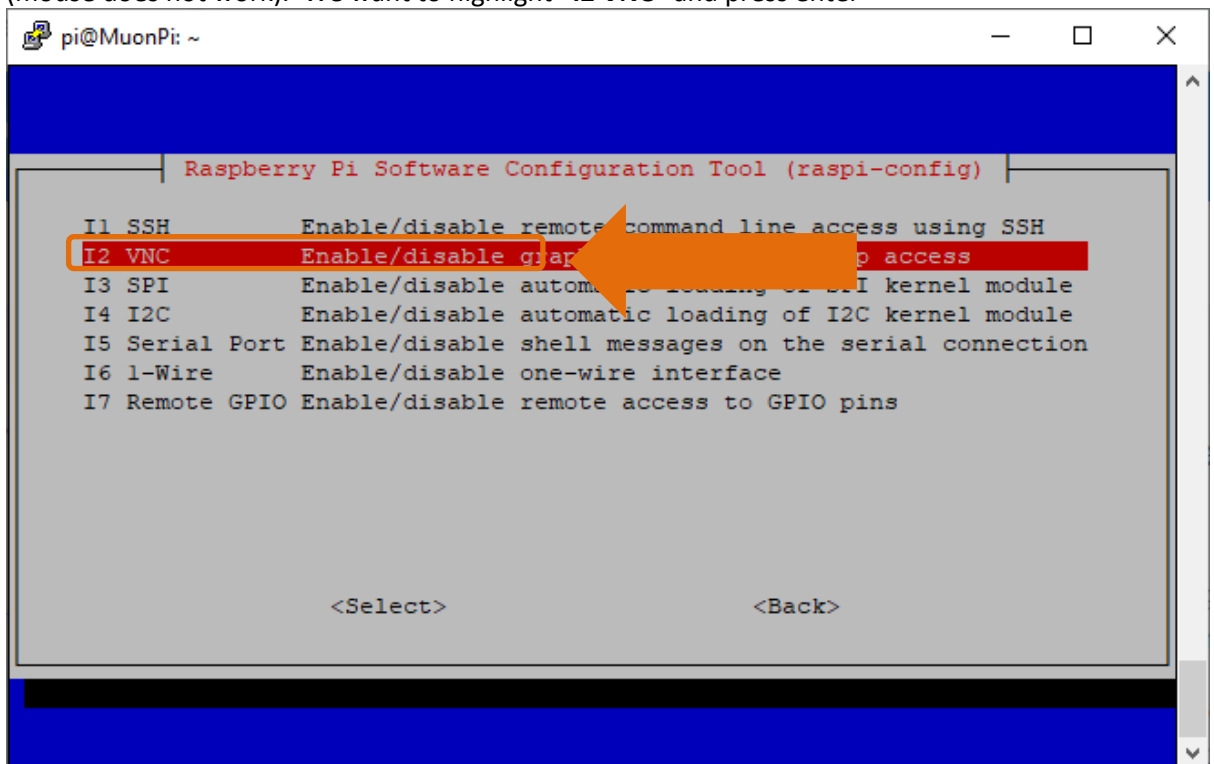 (mouse does not work). We want to highlight "I2 VNC" and press enter
pi@MuonPi: ~
Raspberry Pi Software Configuration Tool (raspi-config)
I1 SSH Enable/disable remote command line access using SSH
I2 VNC Enable/disable access
I3 SPI Enable/disable automatic loading of SPI kernel module
I4 I2C Enable/disable automatic loading of I2C kernel module
I5 Serial Port Enable/disable shell messages on the serial connection
I6 1-Wire Enable/disable one-wire interface
I7 Remote GPIO Enable/disable remote access to GPIO pins
<Select> <Back>